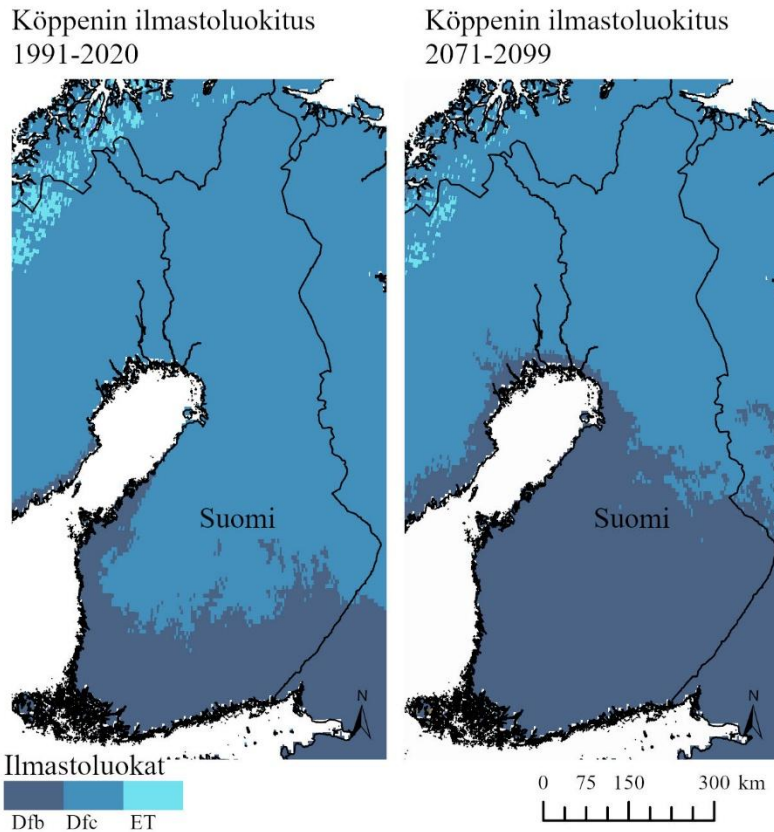 Köppenin ilmastoluokitus
1991-2020
Köppenin ilmastoluokitus
2071-2099
Suomi
Suomi
N
N
Ilmastoluokat
Dfb Dfc ET
0 75 150 300 km